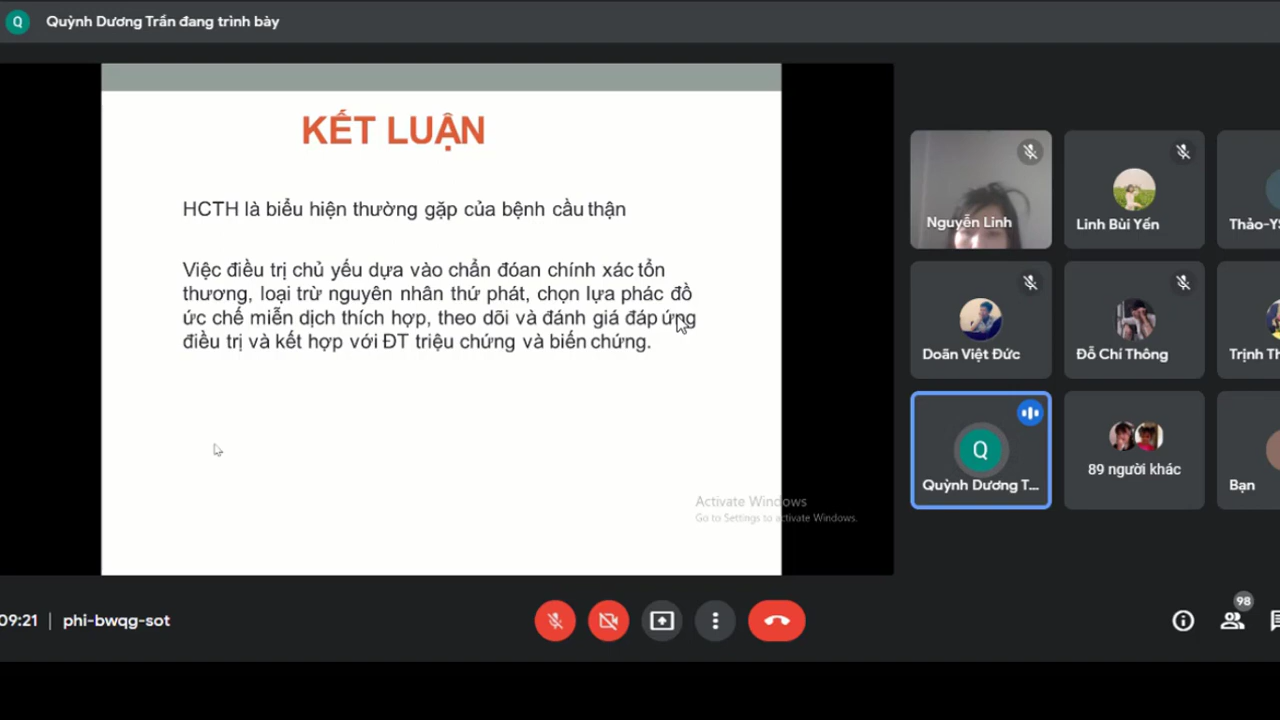 Q Quỳnh Dương Trần đang trình bày
KẾT LUẬN
HCTH là biểu hiện thường gặp của bệnh cầu thận
Việc điều trị chủ yếu dựa vào chẩn đóan chính xác tổn
thương, loại trừ nguyên nhân thứ phát, chọn lựa phác đồ
ức chế miễn dịch thích hợp, theo dõi và đánh giá đáp ứng
điều trị và kết hợp với ĐT triệu chứng và biến chứng.
Activate Windows
Go to Settings to activate Windows.
Nguyễn Linh
Linh Bùi Yến
Thảo-YS
Doãn Việt Đức
Đỗ Chí Thông
Trịnh Th
Q
Quỳnh Dương T...
89 người khác
Bạn
09:21 | phi-bwqg-sot
98